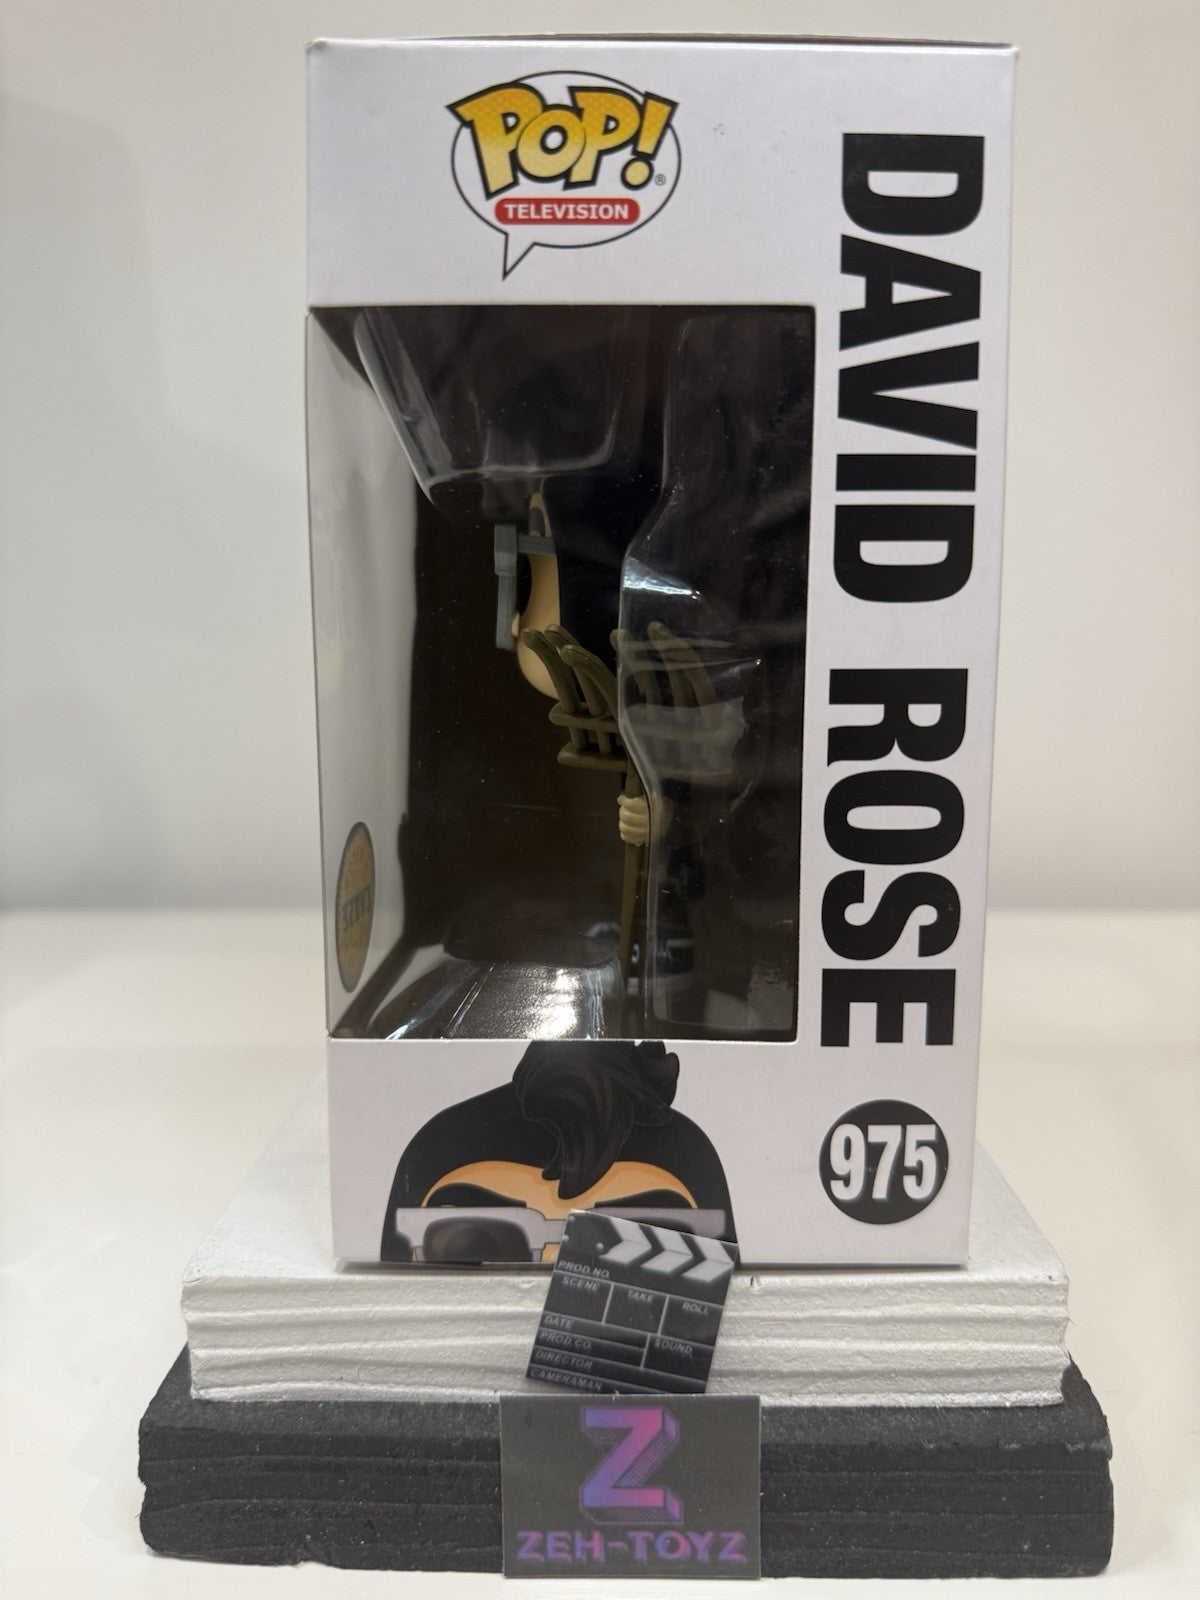 POP!®
TELEVISION
DAVID ROSE
975
PROD.NO.
SCENE TAKE ROLL
DATE SOUND
PROD.CO.
DIRECTOR
CAMERAMAN
Z
ZEH-TOYZ